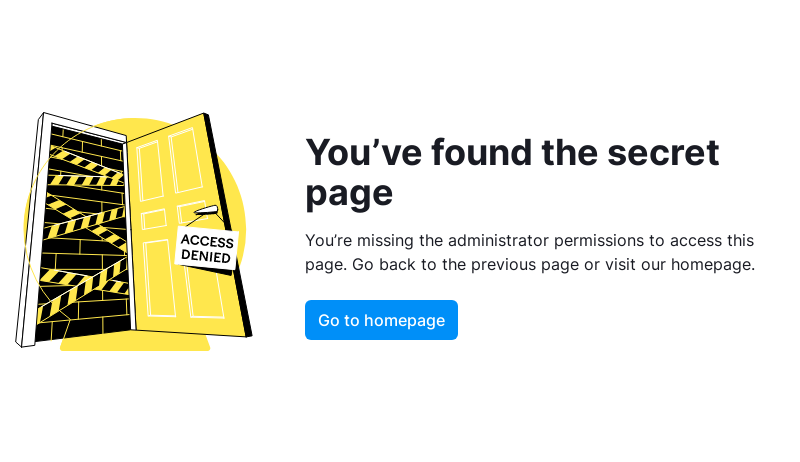 ACCESS
DENIED
You’ve found the secret
page
You’re missing the administrator permissions to access this
page. Go back to the previous page or visit our homepage.
Go to homepage